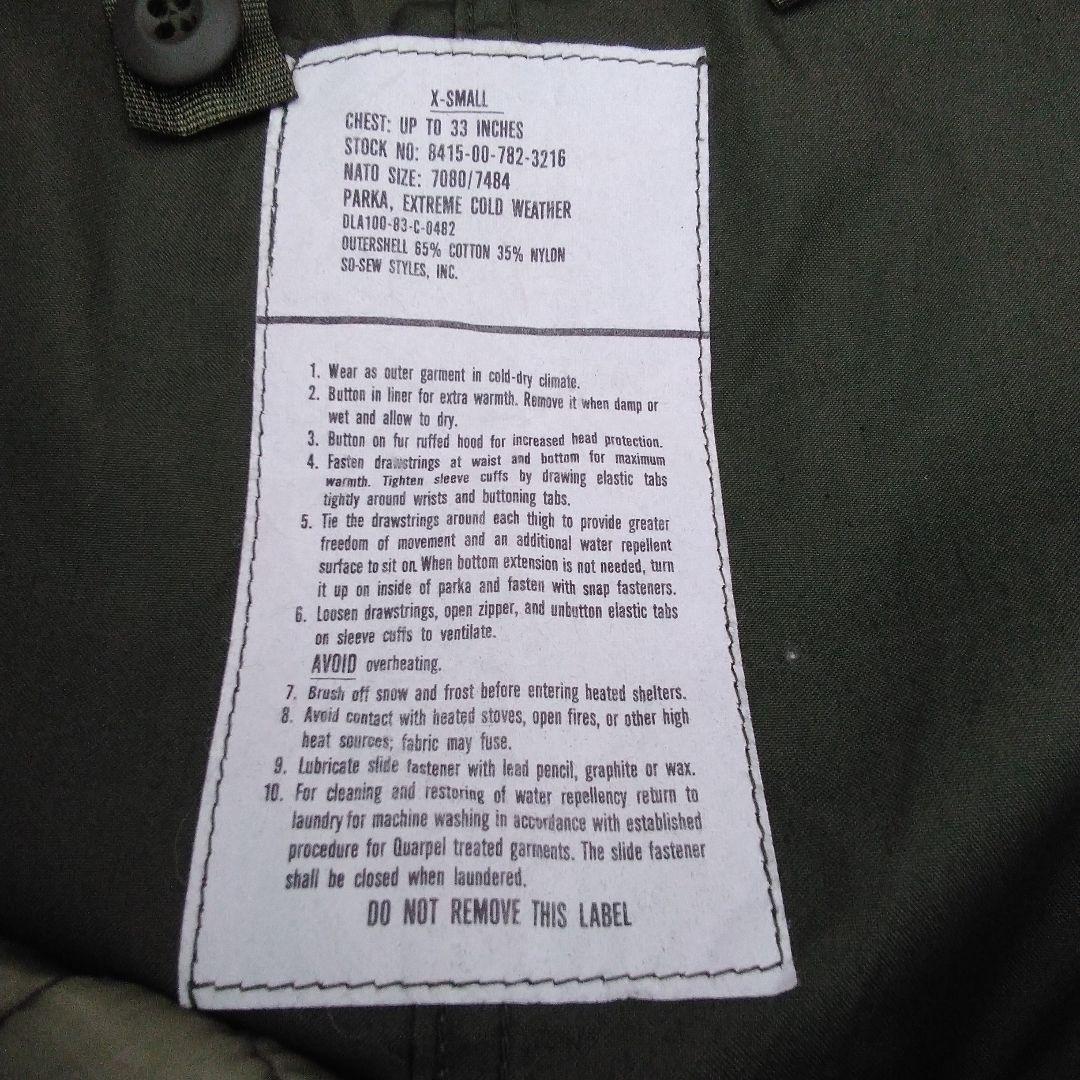 X-SMALL
CHEST: UP TO 33 INCHES
STOCK NO: 8415-00-782-3216
NATO SIZE: 7080/7484
PARKA, EXTREME COLD WEATHER
DLA100-83-C-0482
OUTERSHELL 65% COTTON 35% NYLON
SO-SEW STYLES, INC.
1. Wear as outer garment in cold-dry climate.
2. Button in liner for extra warmth. Remove it when damp or
wet and allow to dry.
3. Button on fur ruffed hood for increased head protection.
4. Fasten drawstrings at waist and bottom for maximum
warmth. Tighten sleeve cuffs by drawing elastic tabs
tightly around wrists and buttoning tabs.
5. Tie the drawstrings around each thigh to provide greater
freedom of movement and an additional water repellent
surface to sit on. When bottom extension is not needed, turn
it up on inside of parka and fasten with snap fasteners.
6. Loosen drawstrings, open zipper, and unbutton elastic tabs
on sleeve cuffs to ventilate.
AVOID overheating.
7. Brush off snow and frost before entering heated shelters.
8. Avoid contact with heated stoves, open fires, or other high
heat sources; fabric may fuse.
9. Lubricate slide fastener with lead pencil, graphite or wax.
10. For cleaning and restoring of water repellency return to
laundry for machine washing in accordance with established
procedure for Quarpel treated garments. The slide fastener
shall be closed when laundered.
DO NOT REMOVE THIS LABEL